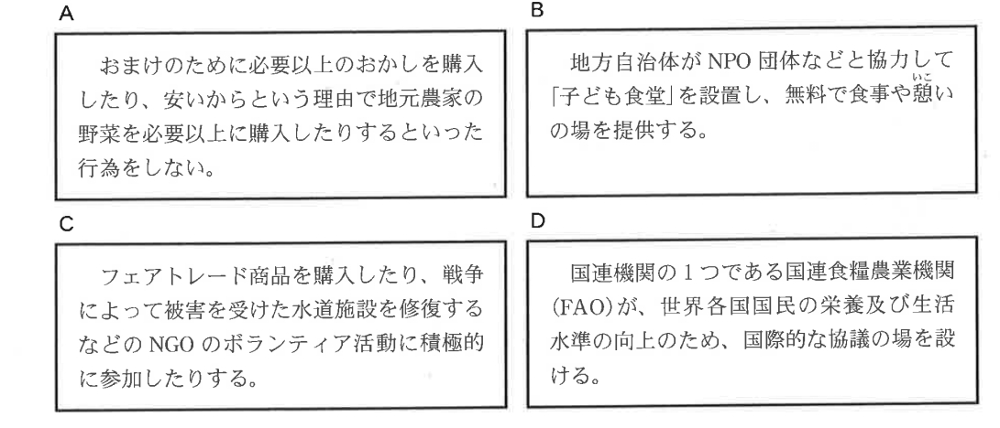 A
おまけのために必要以上のおかしを購入
したり、安いからという理由で地元農家の
野菜を必要以上に購入したりするといった
行為をしない。
B
地方自治体が NPO 団体などと協力して
「子ども食堂」を設置し、無料で食事や憩い
いこ
の場を提供する。
C
フェアトレード商品を購入したり、戦争
によって被害を受けた水道施設を修復する
などの NGO のボランティア活動に積極的
に参加したりする。
D
国連機関の1つである国連食糧農業機関
(FAO)が、世界各国国民の栄養及び生活
水準の向上のため、国際的な協議の場を設
ける。